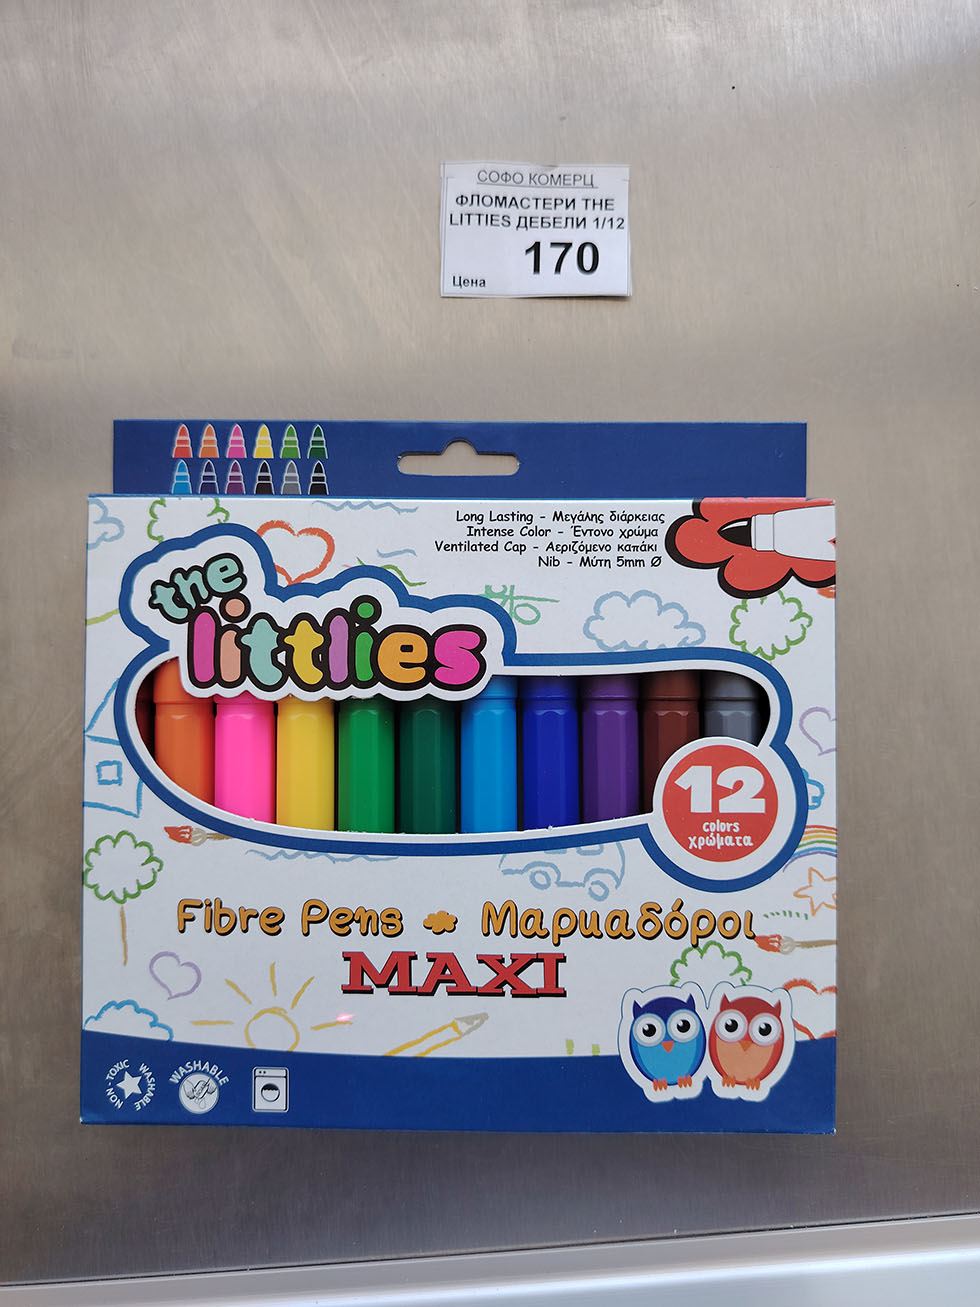 СОФО КОМЕРЦ
ФЛОМАСТЕРИ THE
LITTIES ДЕБЕЛИ 1/12
170
Цена
Long Lasting - Μεγάλης διάρκειας
Intense Color - Έντονο χρώμα
Ventilated Cap - Αεριζόμενο καπάκι
Nib - Μύτη 5mm Ø
the
littlies
12
colors
χρώματα
Fibre Pens Μαρκαδόροι
MAXI
NON-TOXIC WASHABLE
WASHABLE